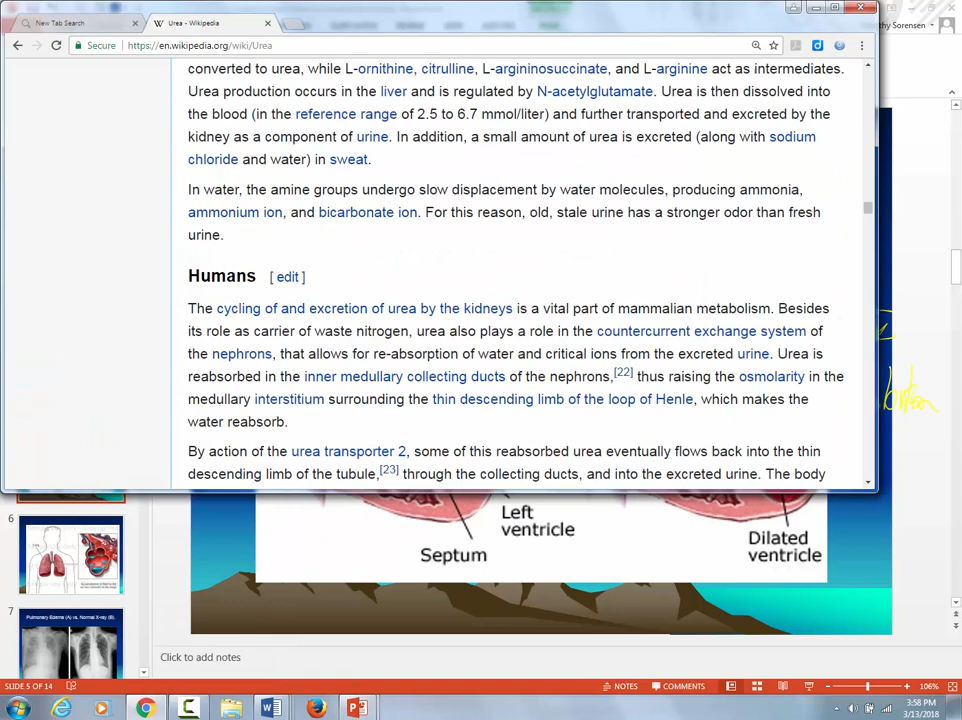 New Tab Search
Urea - Wikipedia
thy Sorensen
Secure
https://en.wikipedia.org/wiki/Urea
converted to urea, while L-ornithine, citrulline, L-argininosuccinate, and L-arginine act as intermediates.
Urea production occurs in the liver and is regulated by N-acetylglutamate. Urea is then dissolved into
the blood (in the reference range of 2.5 to 6.7 mmol/liter) and further transported and excreted by the
kidney as a component of urine. In addition, a small amount of urea is excreted (along with sodium
chloride and water) in sweat.
In water, the amine groups undergo slow displacement by water molecules, producing ammonia,
ammonium ion, and bicarbonate ion. For this reason, old, stale urine has a stronger odor than fresh
urine.
Humans [ edit ]
The cycling of and excretion of urea by the kidneys is a vital part of mammalian metabolism. Besides
its role as carrier of waste nitrogen, urea also plays a role in the countercurrent exchange system of
the nephrons, that allows for re-absorption of water and critical ions from the excreted urine. Urea is
reabsorbed in the inner medullary collecting ducts of the nephrons,[22] thus raising the osmolarity in the
medullary interstitium surrounding the thin descending limb of the loop of Henle, which makes the
water reabsorb.
By action of the urea transporter 2, some of this reabsorbed urea eventually flows back into the thin
descending limb of the tubule,[23] through the collecting ducts, and into the excreted urine. The body
Left
ventricle
Septum
Dilated
ventricle
6
7
Pulmonary Edema (A) vs. Normal X-ray (B).
Click to add notes
SLIDE 5 OF 14
NOTES
COMMENTS
106%
3:58 PM
3/13/2018